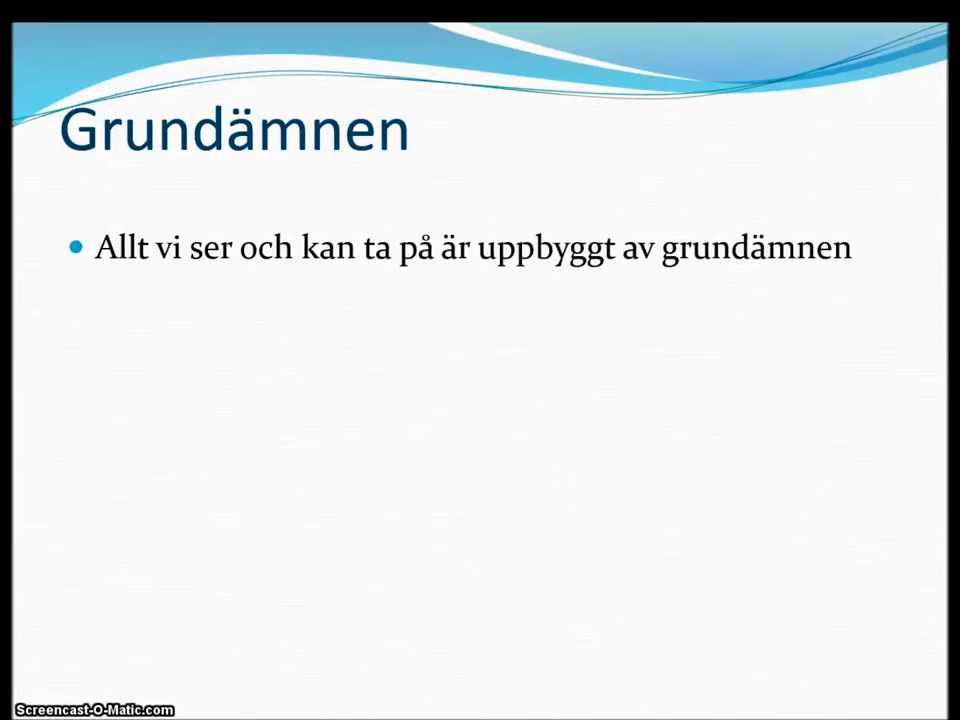 Grundämnen
Allt vi ser och kan ta på är uppbyggt av grundämnen
Screencast-O-Matic.com